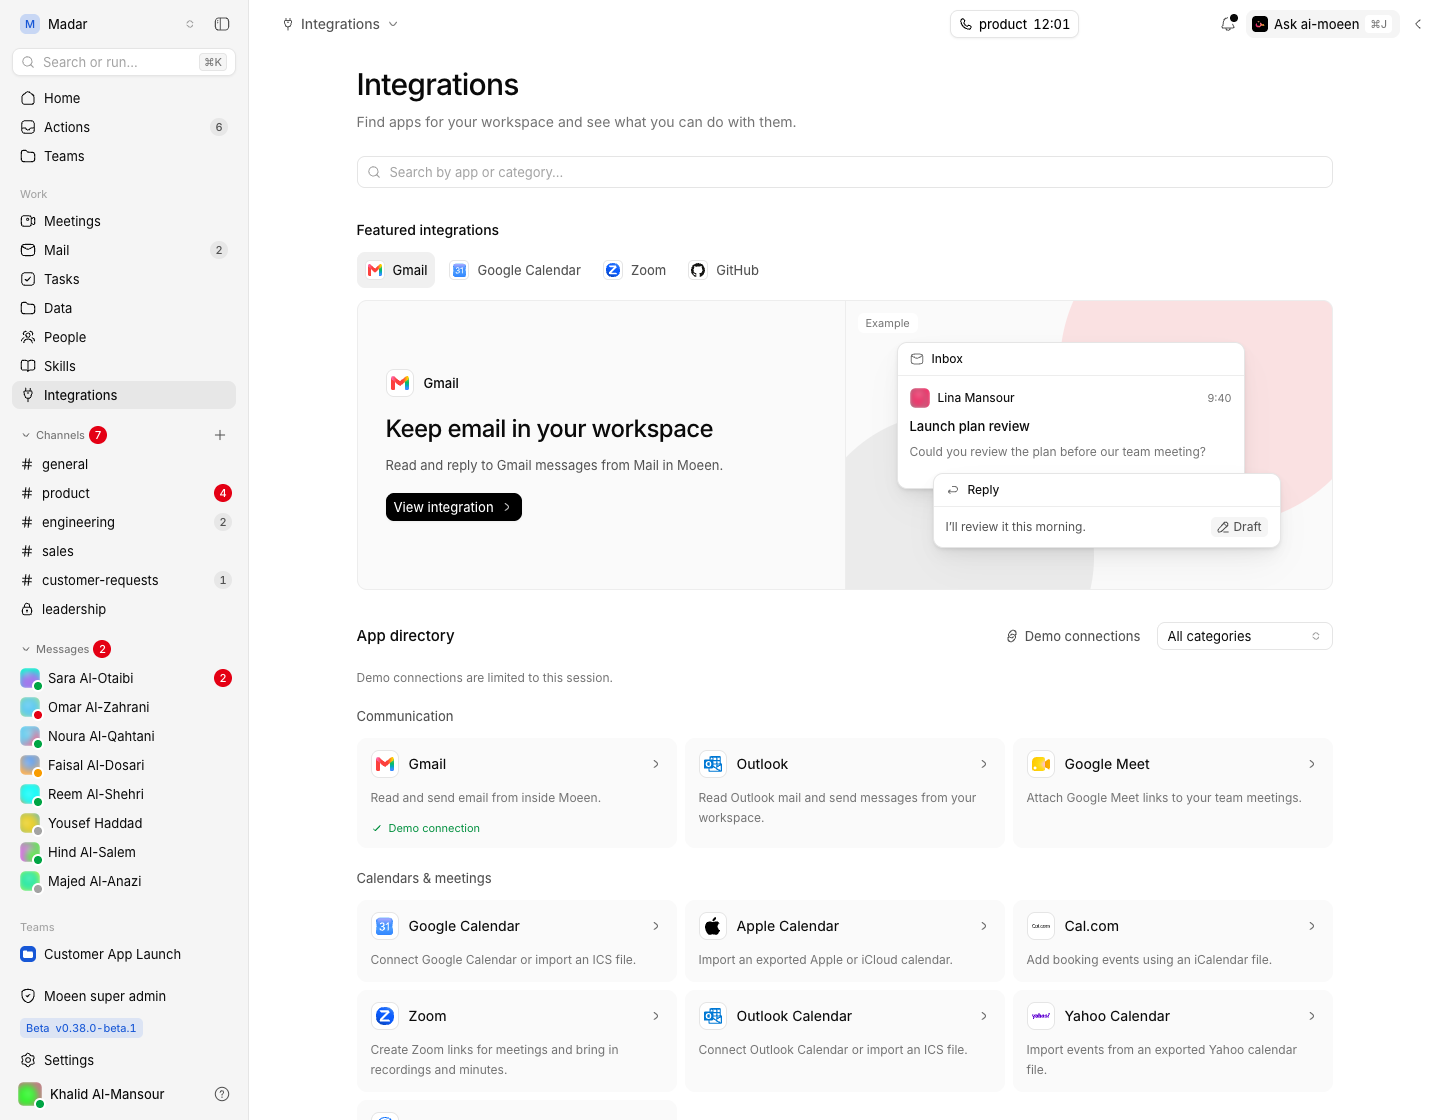 M Madar
Search or run... ⌘K
Home
Actions 6
Teams
Work
Meetings
Mail 2
Tasks
Data
People
Skills
Integrations
Channels 7
# general
# product 4
# engineering 2
# sales
# customer-requests 1
leadership
Messages 2
Sara Al-Otaibi 2
Omar Al-Zahrani
Noura Al-Qahtani
Faisal Al-Dosari
Reem Al-Shehri
Yousef Haddad
Hind Al-Salem
Majed Al-Anazi
Teams
Customer App Launch
Moeen super admin
Beta v0.38.0-beta.1
Settings
Khalid Al-Mansour
Integrations
product 12:01
Ask ai-moeen ⌘J
Integrations
Find apps for your workspace and see what you can do with them.
Search by app or category...
Featured integrations
Gmail 31 Google Calendar Zoom GitHub
Gmail
Keep email in your workspace
Read and reply to Gmail messages from Mail in Moeen.
View integration
Example
Inbox
Lina Mansour 9:40
Launch plan review
Could you review the plan before our team meeting?
Reply
I'll review it this morning. Draft
App directory
Demo connections All categories
Demo connections are limited to this session.
Communication
Gmail
Read and send email from inside Moeen.
Demo connection
Outlook
Read Outlook mail and send messages from your
workspace.
Google Meet
Attach Google Meet links to your team meetings.
Calendars & meetings
31 Google Calendar
Connect Google Calendar or import an ICS file.
Apple Calendar
Import an exported Apple or iCloud calendar.
Cal.com Cal.com
Add booking events using an iCalendar file.
Zoom
Create Zoom links for meetings and bring in
recordings and minutes.
Outlook Calendar
Connect Outlook Calendar or import an ICS file.
yahoo! Yahoo Calendar
Import events from an exported Yahoo calendar
file.